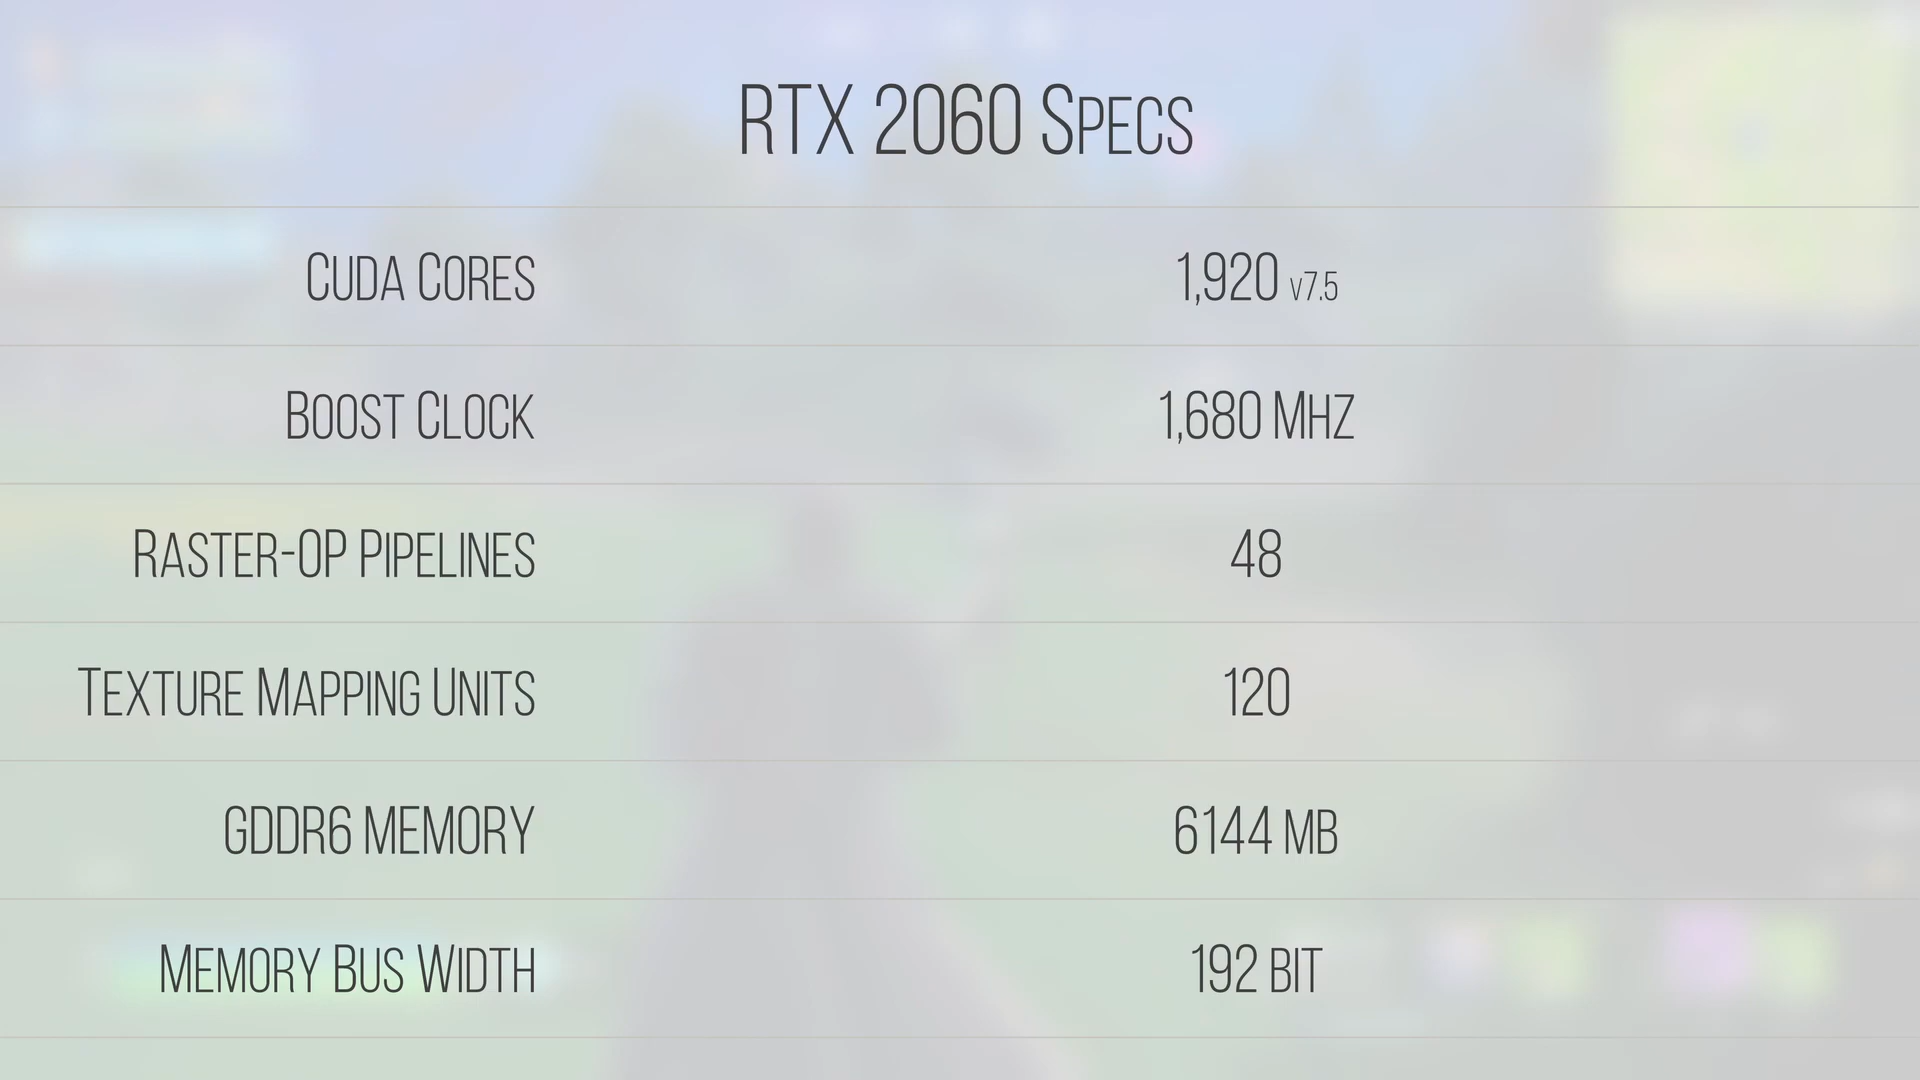 RTX 2060 Specs
Cuda Cores 1,920 v7.5
Boost Clock 1,680 MHz
Raster-OP Pipelines 48
Texture Mapping Units 120
GDDR6 memory 6144 MB
Memory Bus Width 192 bit